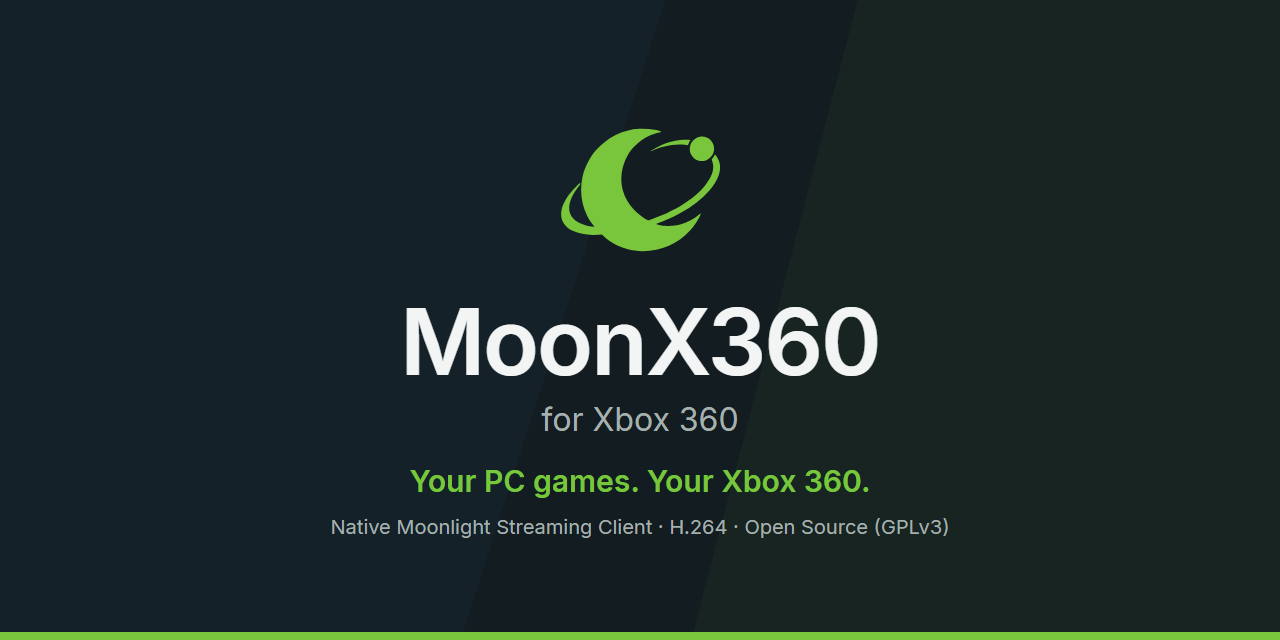 MoonX360
for Xbox 360
Your PC games. Your Xbox 360.
Native Moonlight Streaming Client · H.264 · Open Source (GPLv3)